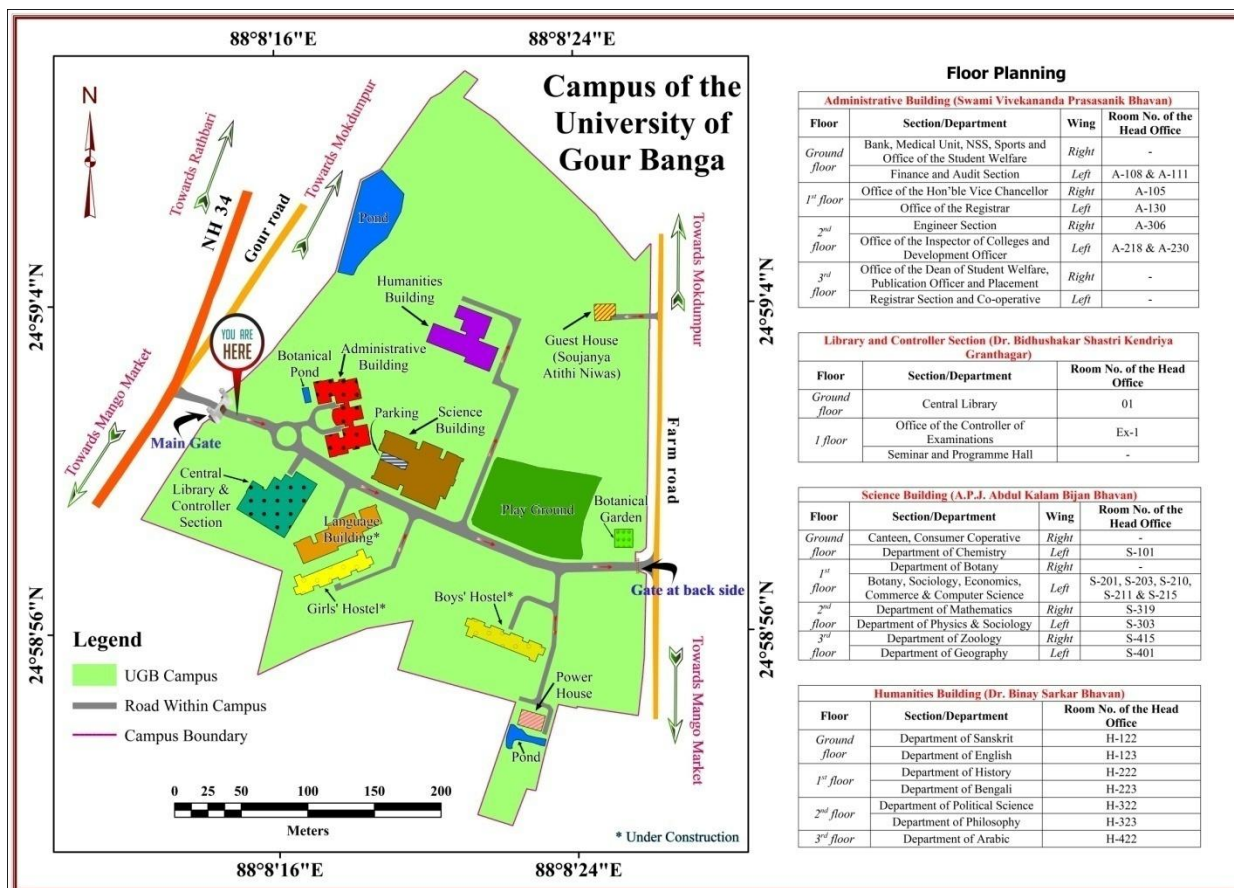 88°8'16"E
88°8'24"E
Campus of the
University of
Gour Banga
N
Towards Rathbari
Towards Mokdumpur
NH 34
Gour road
Pond
24°59'4"N
24°59'4"N
Towards Mokdumpur
Humanities
Building
Guest House
(Soujanya
Atithi Niwas)
YOU ARE
HERE
Botanical
Pond
Administrative
Building
Parking
Science
Building
Towards Mango Market
Main Gate
Farm road
Central
Library &
Controller
Section
Language
Building*
Play Ground
Botanical
Garden
Gate at back side
Girls' Hostel*
Boys' Hostel*
24°58'56"N
24°58'56"N
Power
House
Pond
Towards Mango Market
Legend
UGB Campus
Road Within Campus
Campus Boundary
0 25 50 100 150 200
Meters
* Under Construction
88°8'16"E
88°8'24"E
Floor Planning
Administrative Building (Swami Vivekananda Prasasanik Bhavan)
Floor Section/Department Wing Room No. of the
Head Office
Ground
floor
Bank, Medical Unit, NSS, Sports and
Office of the Student Welfare Right -
Finance and Audit Section Left A-108 & A-111
1st floor Office of the Hon'ble Vice Chancellor Right A-105
Office of the Registrar Left A-130
2nd
floor
Engineer Section Right A-306
Office of the Inspector of Colleges and
Development Officer Left A-218 & A-230
3rd
floor
Office of the Dean of Student Welfare,
Publication Officer and Placement Right -
Registrar Section and Co-operative Left -
Library and Controller Section (Dr. Bidhushakar Shastri Kendriya
Granthagar)
Floor Section/Department Room No. of the Head
Office
Ground
floor
Central Library 01
1 floor
Office of the Controller of
Examinations Ex-1
Seminar and Programme Hall -
Science Building (A.P.J. Abdul Kalam Bijan Bhavan)
Floor Section/Department Wing Room No. of the
Head Office
Ground
floor
Canteen, Consumer Coperative Right -
Department of Chemistry Left S-101
1st
floor
Department of Botany Right -
Botany, Sociology, Economics,
Commerce & Computer Science Left S-201, S-203, S-210,
S-211 & S-215
2nd
floor
Department of Mathematics Right S-319
Department of Physics & Sociology Left S-303
3rd
floor
Department of Zoology Right S-415
Department of Geography Left S-401
Humanities Building (Dr. Binay Sarkar Bhavan)
Floor Section/Department Room No. of the Head
Office
Ground
floor
Department of Sanskrit H-122
Department of English H-123
1st floor
Department of History H-222
Department of Bengali H-223
2nd floor
Department of Political Science H-322
Department of Philosophy H-323
3rd floor Department of Arabic H-422